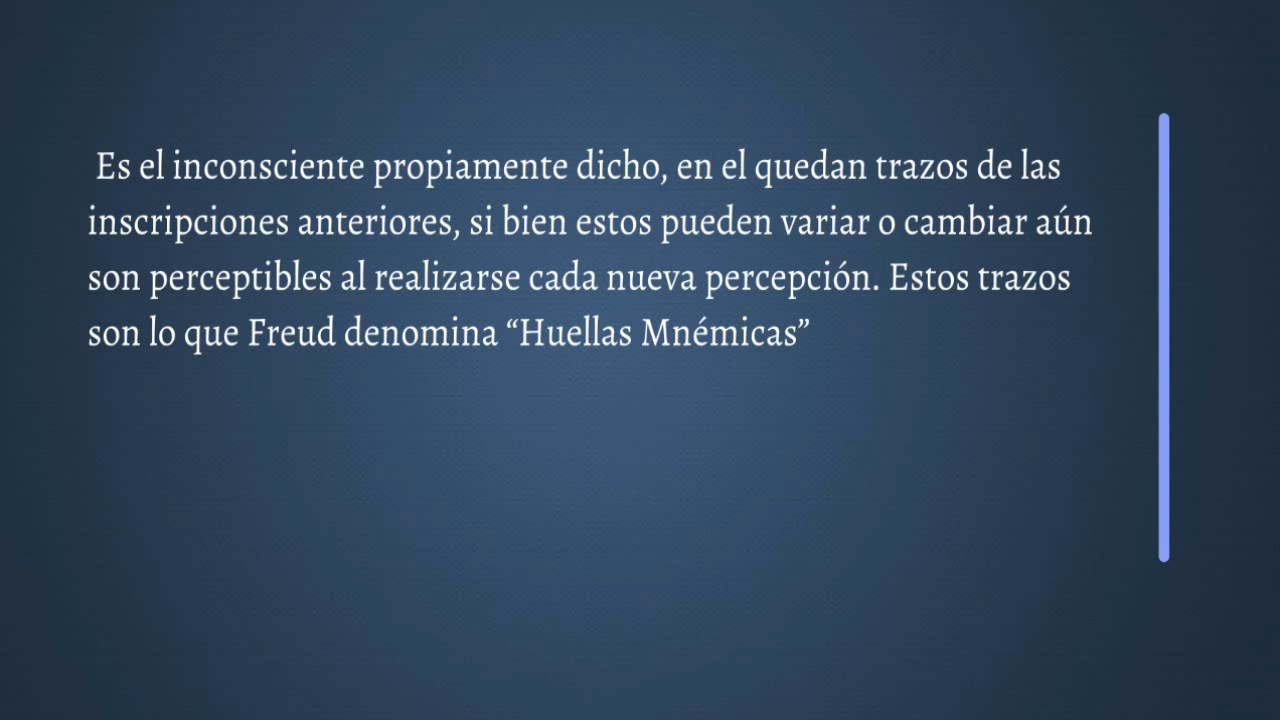 Es el inconsciente propiamente dicho, en el quedan trazos de las
inscripciones anteriores, si bien estos pueden variar o cambiar aún
son perceptibles al realizarse cada nueva percepción. Estos trazos
son lo que Freud denomina “Huellas Mnémicas”